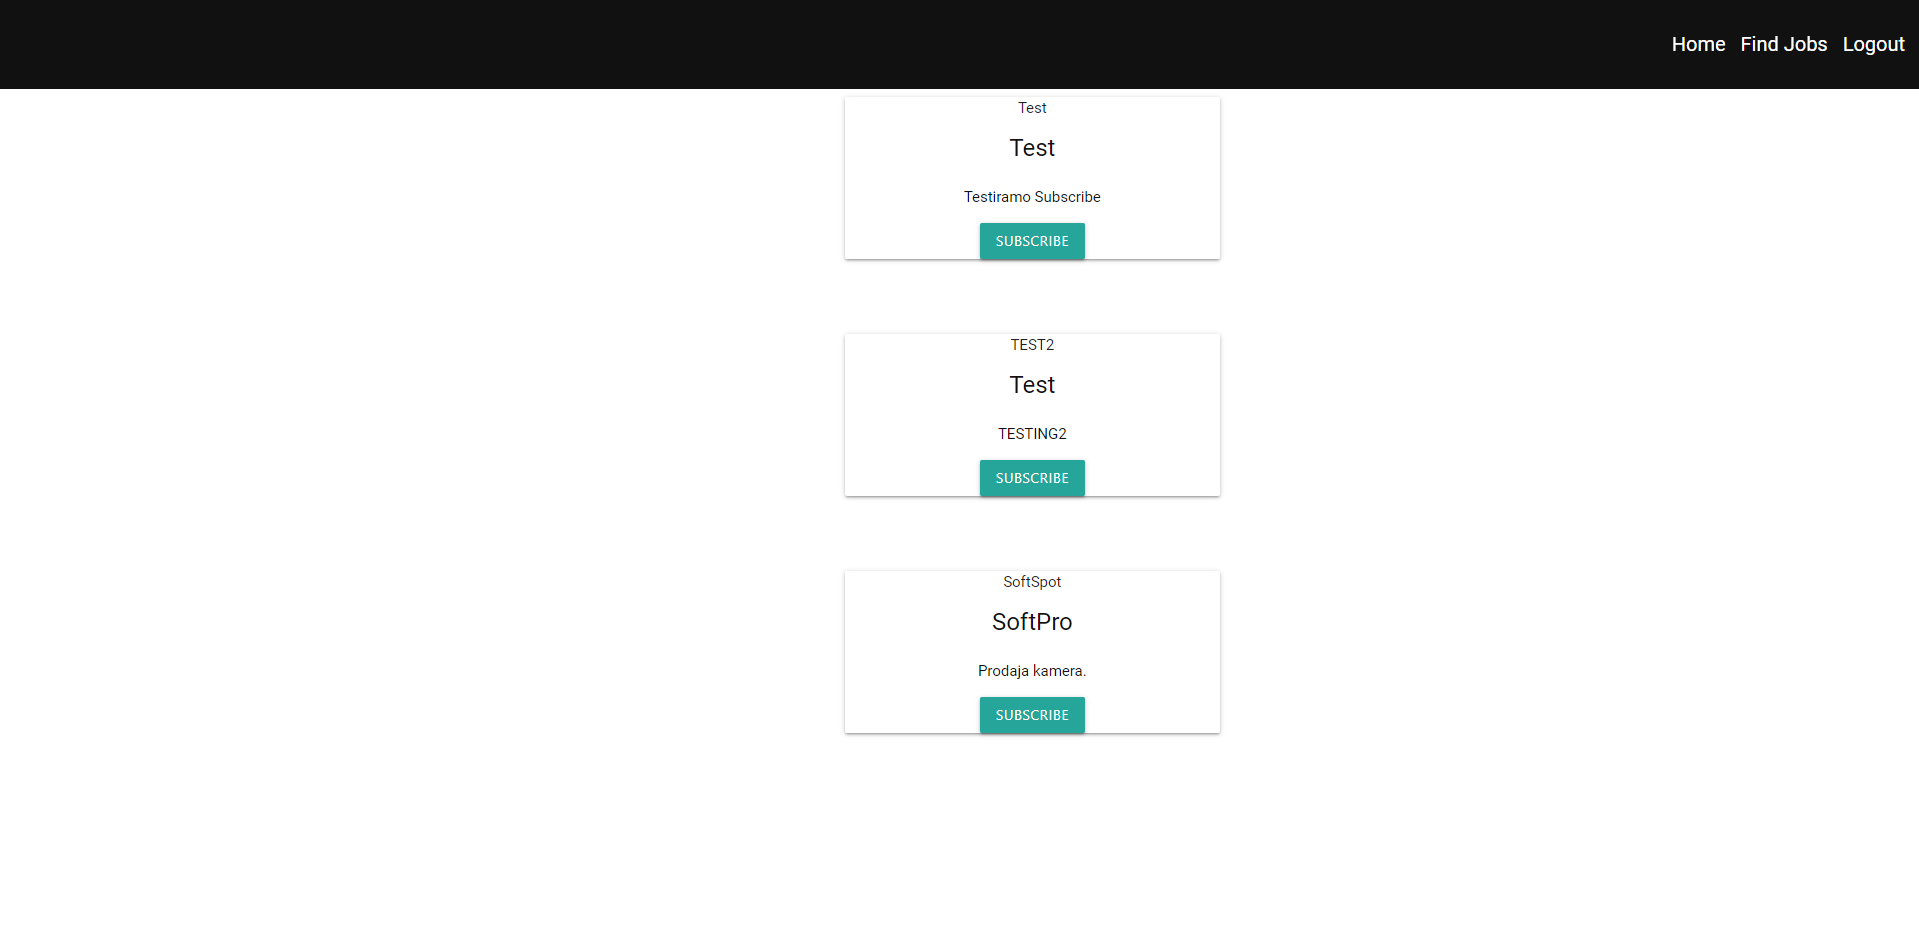 Home Find Jobs Logout
Test
Test
Testiramo Subscribe
SUBSCRIBE
TEST2
Test
TESTING2
SUBSCRIBE
SoftSpot
SoftPro
Prodaja kamera.
SUBSCRIBE